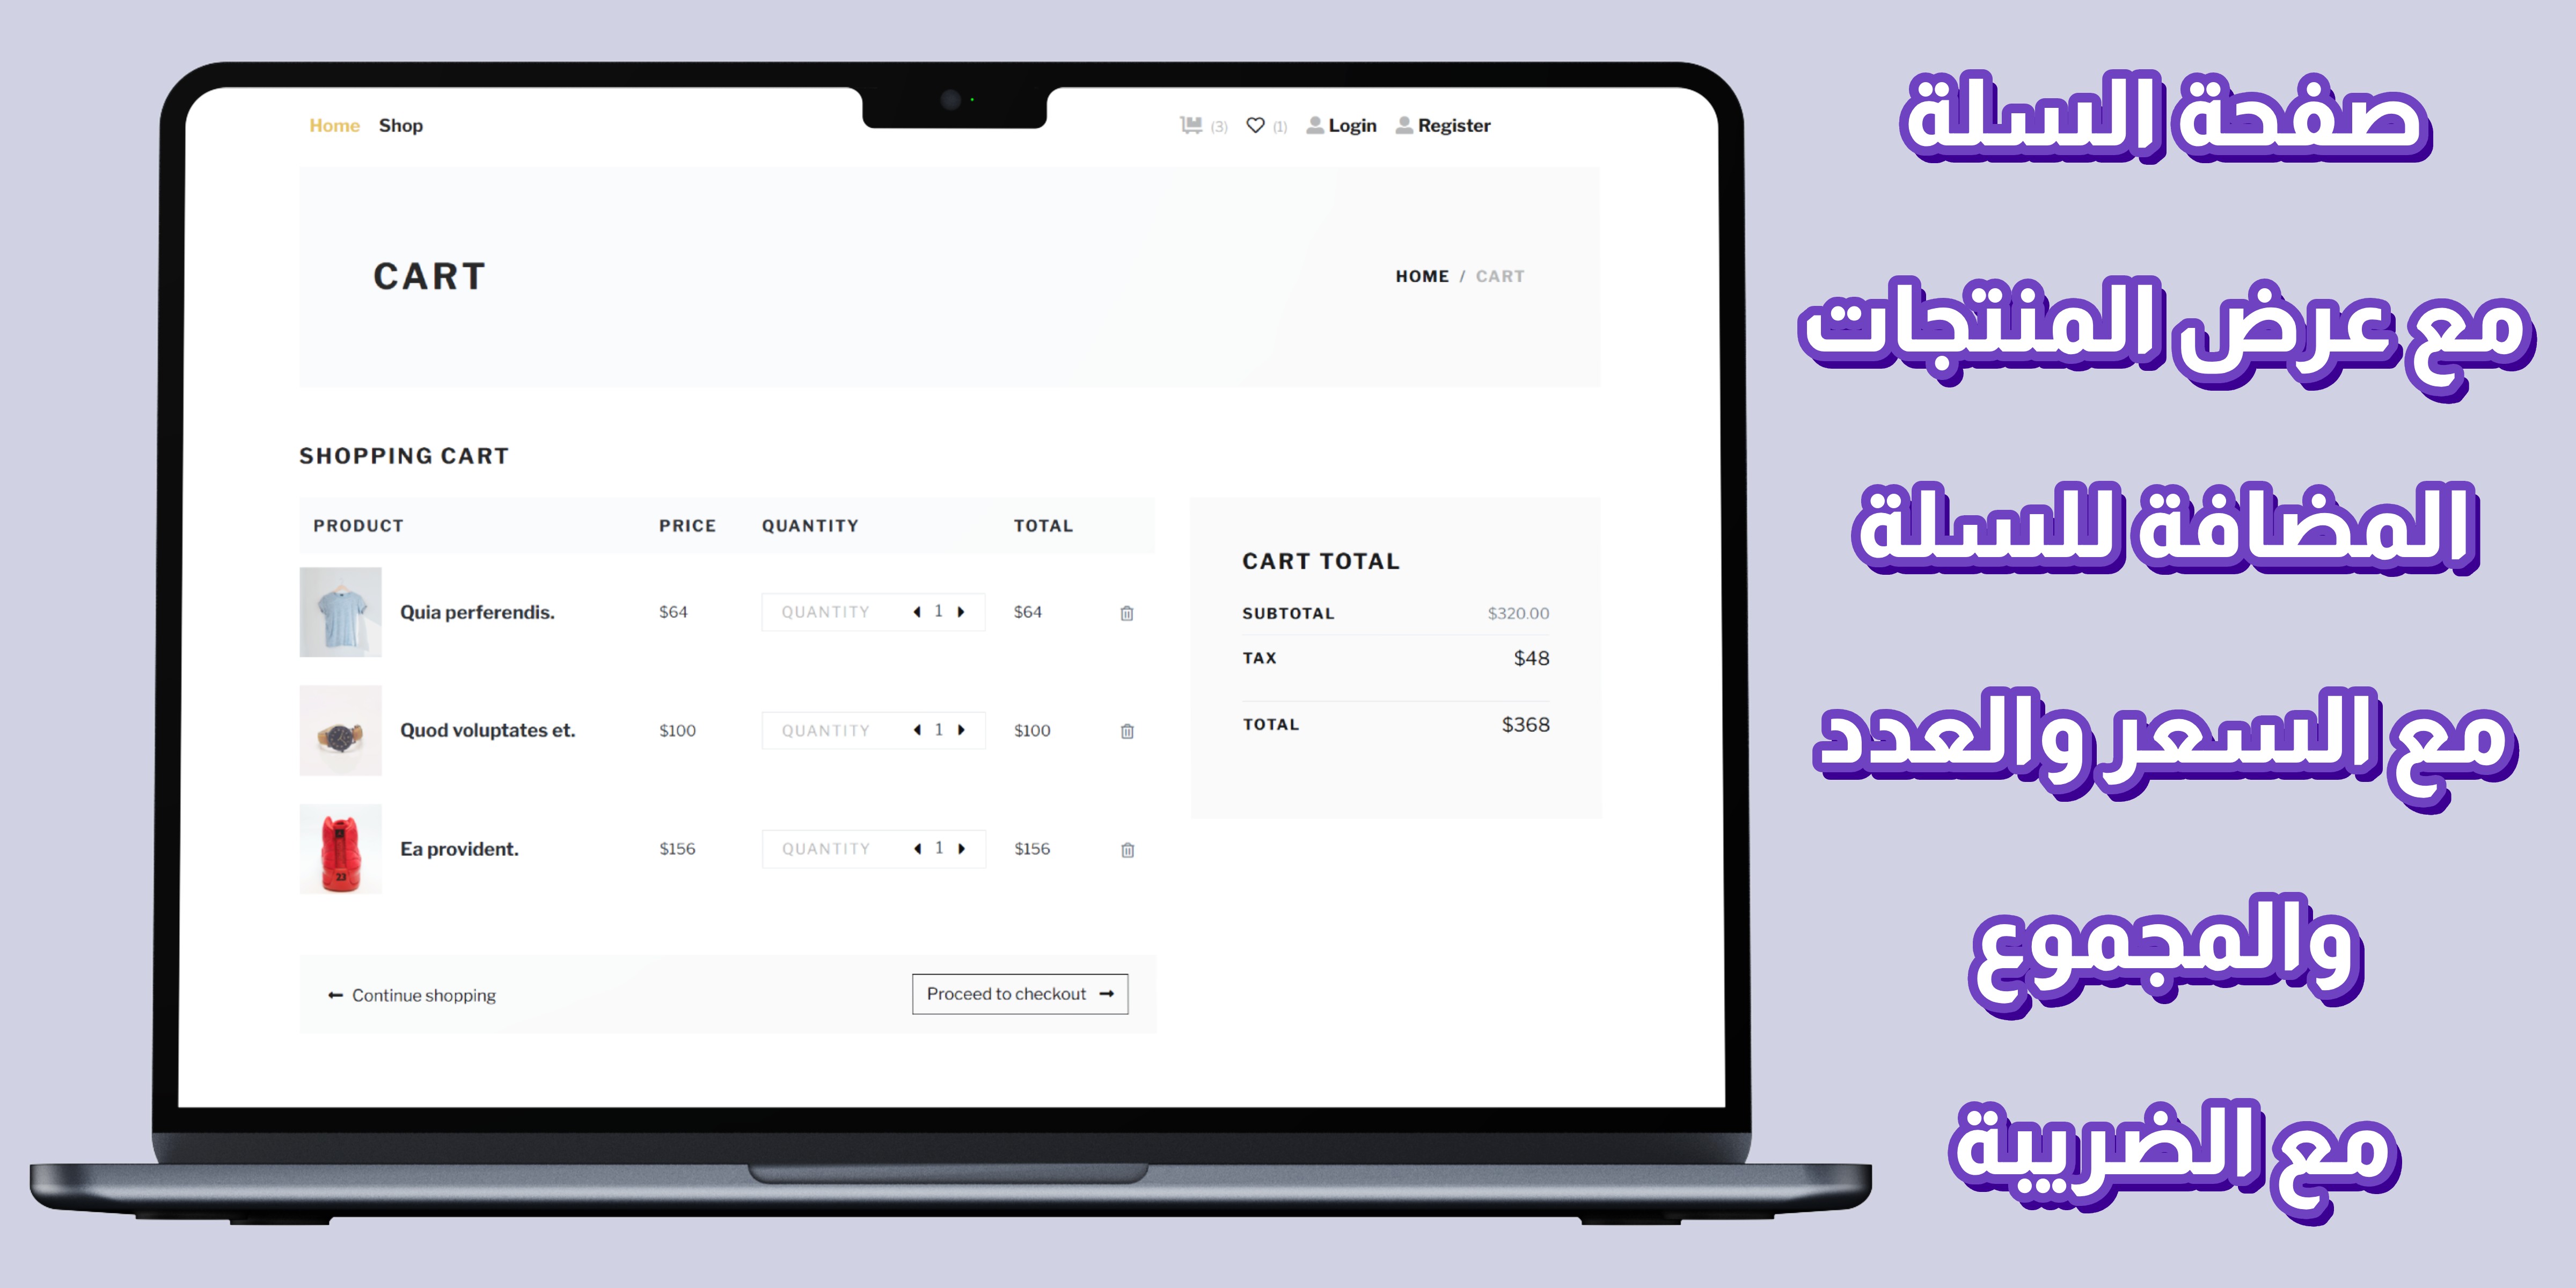 Home Shop (3) (1) Login Register
CART
HOME / CART
SHOPPING CART
PRODUCT PRICE QUANTITY TOTAL
Quia perferendis. $64 QUANTITY 1 $64
Quod voluptates et. $100 QUANTITY 1 $100
Ea provident. $156 QUANTITY 1 $156
23
Continue shopping
Proceed to checkout
CART TOTAL
SUBTOTAL $320.00
TAX $48
TOTAL $368
صفحة السلة
مع عرض المنتجات
المضافة للسلة
مع السعر والعدد
والمجموع
مع الضريبة